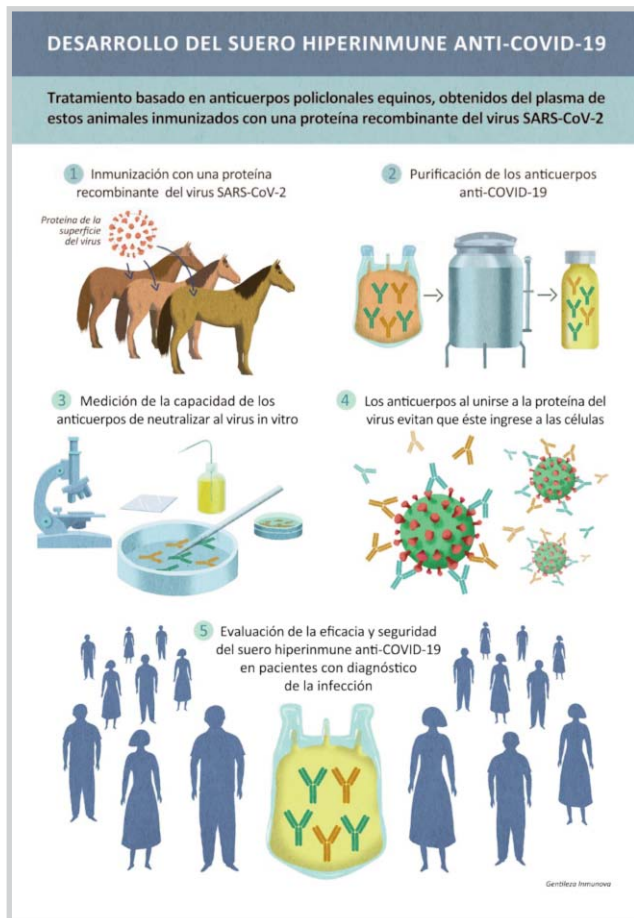 DESARROLLO DEL SUERO HIPERINMUNE ANTI-COVID-19
Tratamiento basado en anticuerpos policlonales equinos, obtenidos del plasma de
estos animales inmunizados con una proteína recombinante del virus SARS-CoV-2
1 Inmunización con una proteína
recombinante del virus SARS-CoV-2
Proteína de la
superficie
del virus
2 Purificación de los anticuerpos
anti-COVID-19
3 Medición de la capacidad de los
anticuerpos de neutralizar al virus in vitro
4 Los anticuerpos al unirse a la proteína del
virus evitan que éste ingrese a las células
5 Evaluación de la eficacia y seguridad
del suero hiperinmune anti-COVID-19
en pacientes con diagnóstico
de la infección
Gentileza Inmunova